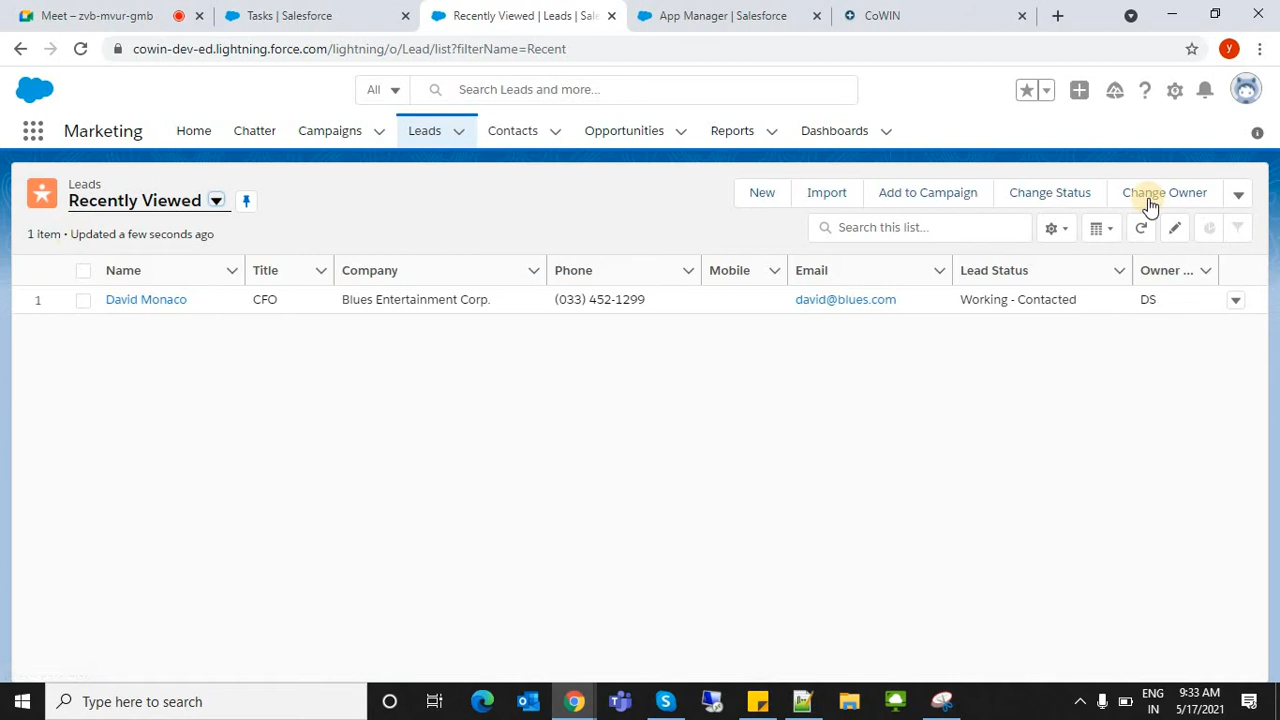 Meet – zvb-mvur-gmb
Tasks | Salesforce
Recently Viewed | Leads | Sale
App Manager | Salesforce
CoWIN
cowin-dev-ed.lightning.force.com/lightning/o/Lead/list?filterName=Recent
y
All
Search Leads and more...
Marketing
Home
Chatter
Campaigns
Leads
Contacts
Opportunities
Reports
Dashboards
Leads
Recently Viewed
New
Import
Add to Campaign
Change Status
Change Owner
1 item • Updated a few seconds ago
Search this list...
Name
Title
Company
Phone
Mobile
Email
Lead Status
Owner ...
1
David Monaco
CFO
Blues Entertainment Corp.
(033) 452-1299
david@blues.com
Working - Contacted
DS
Type here to search
ENG
IN
9:33 AM
5/17/2021